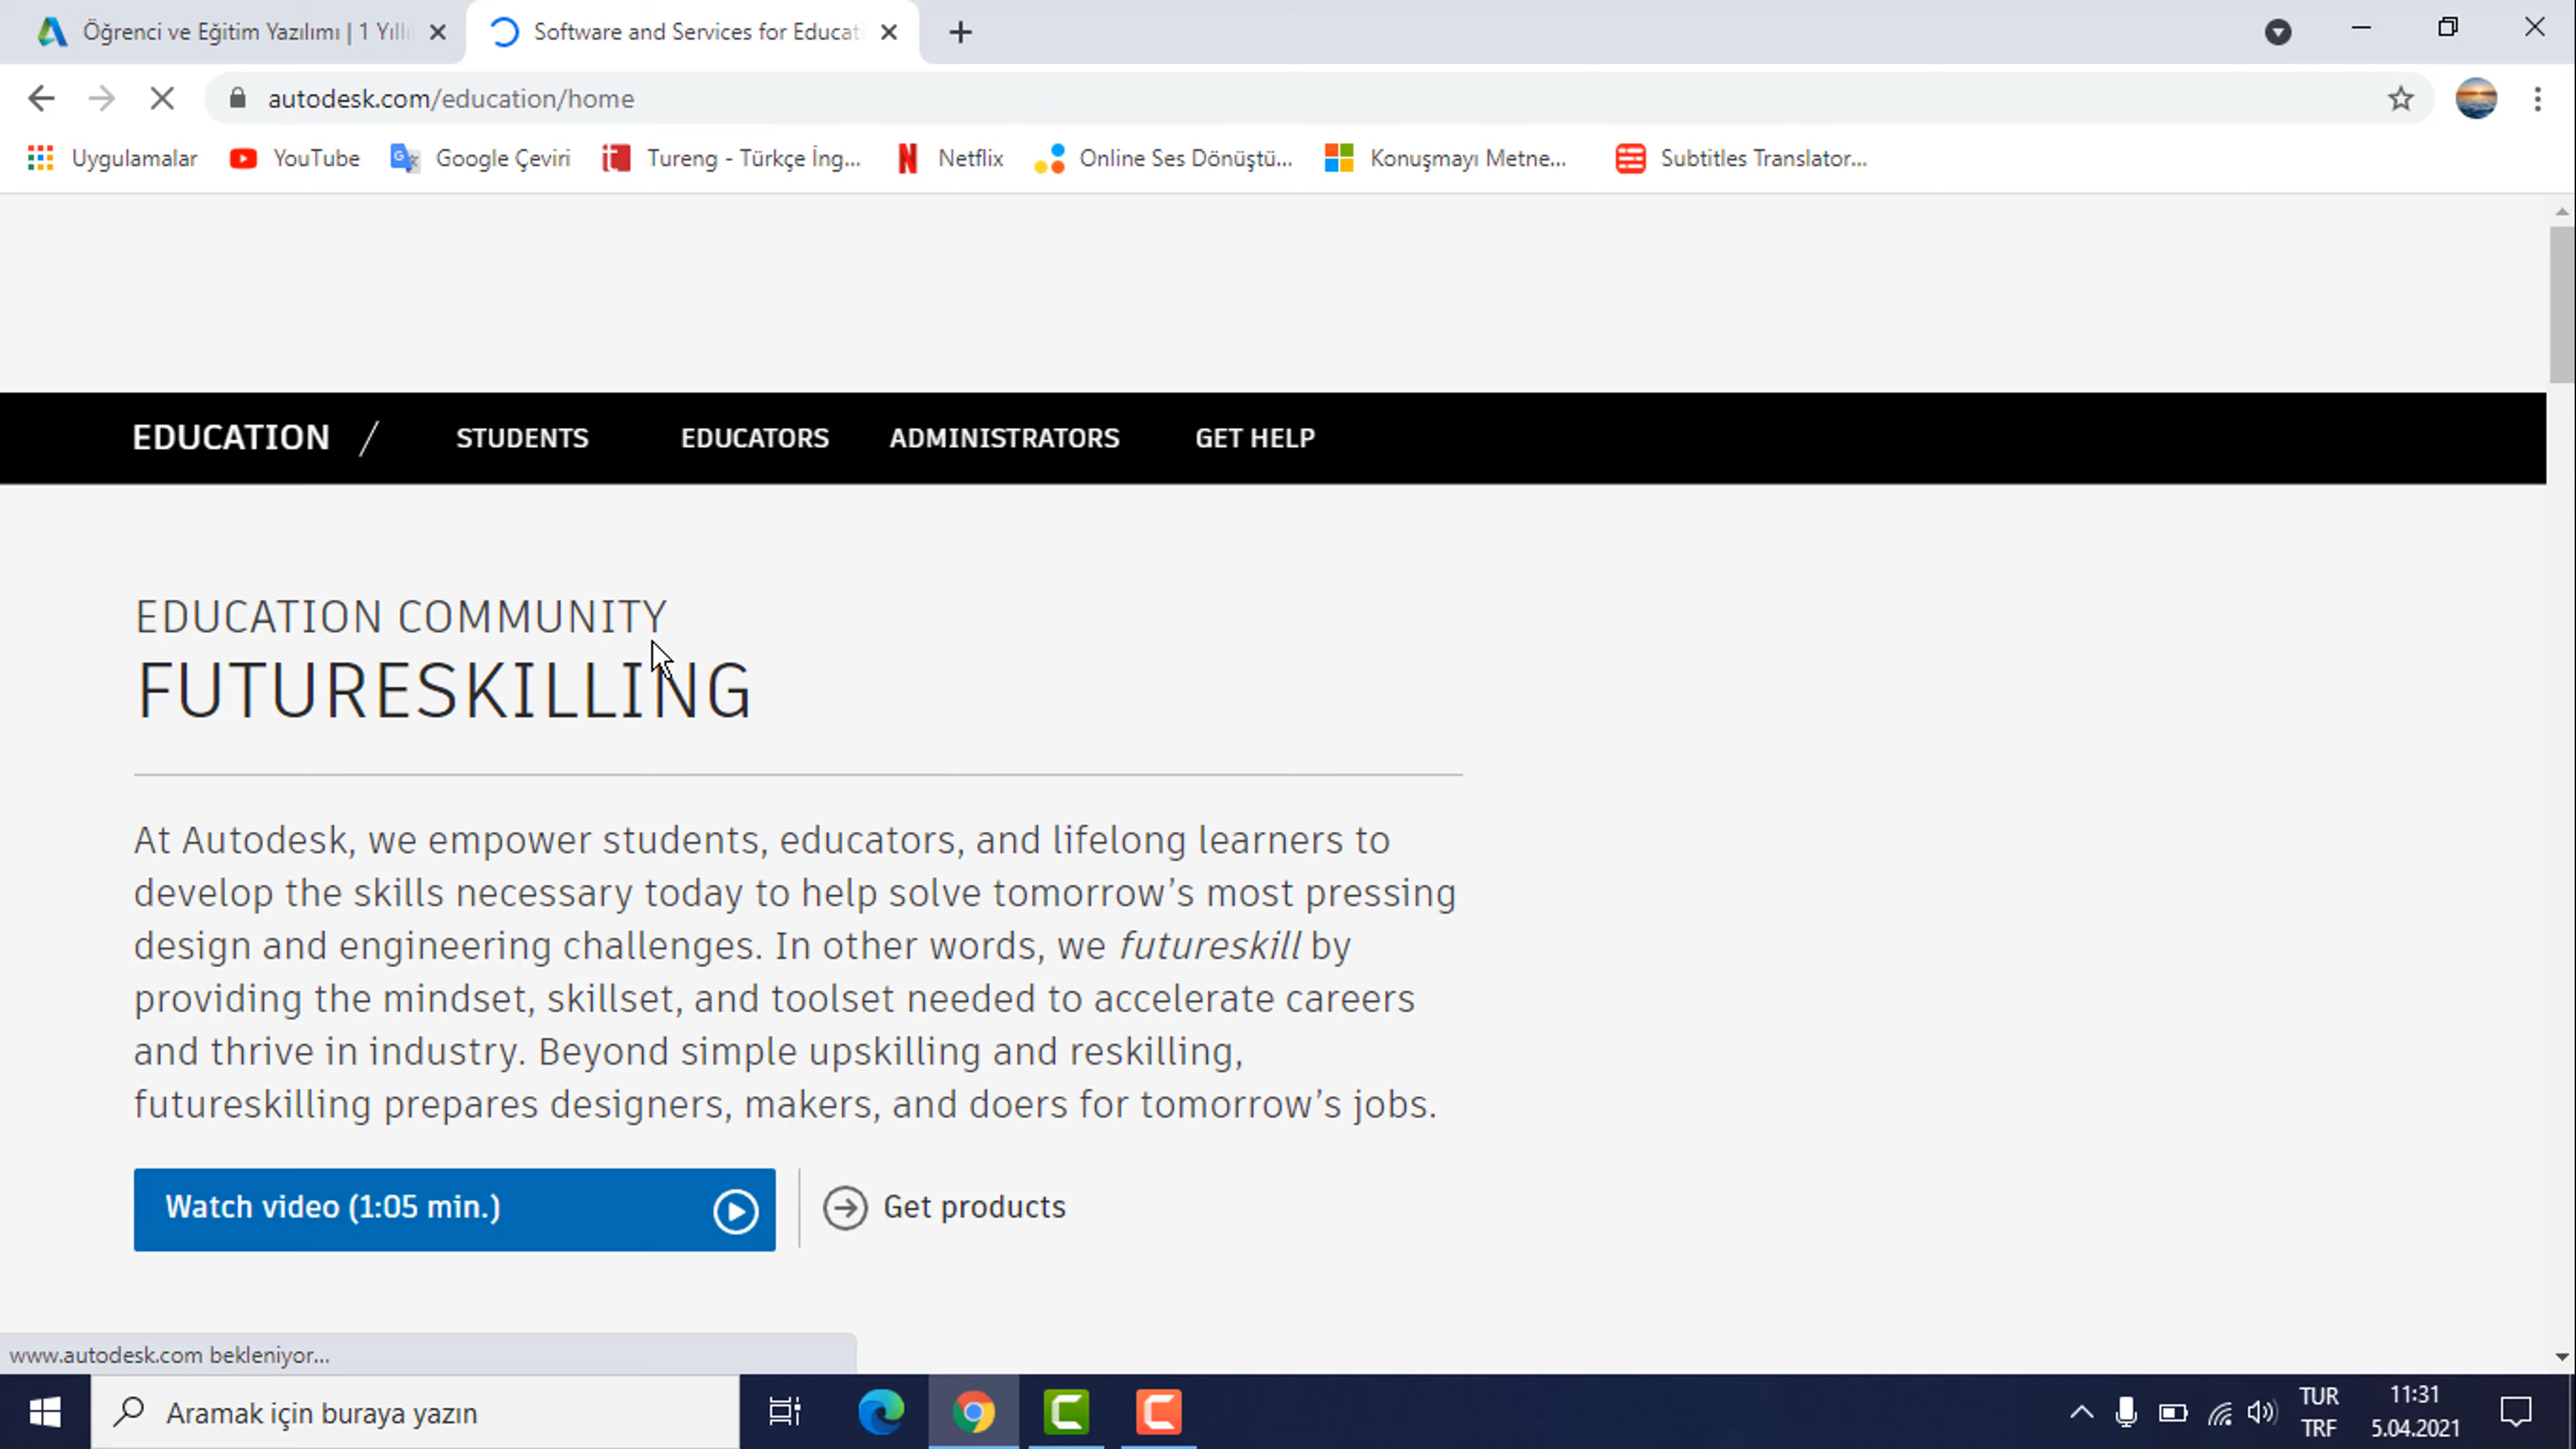 Öğrenci ve Eğitim Yazılımı | 1 Yıllı
Software and Services for Educati
autodesk.com/education/home
Uygulamalar
YouTube
Google Çeviri
Tureng - Türkçe İng...
Netflix
Online Ses Dönüştü...
Konuşmayı Metne...
Subtitles Translator...
EDUCATION / STUDENTS EDUCATORS ADMINISTRATORS GET HELP
EDUCATION COMMUNITY
FUTURESKILLING
At Autodesk, we empower students, educators, and lifelong learners to
develop the skills necessary today to help solve tomorrow’s most pressing
design and engineering challenges. In other words, we futureskill by
providing the mindset, skillset, and toolset needed to accelerate careers
and thrive in industry. Beyond simple upskilling and reskilling,
futureskilling prepares designers, makers, and doers for tomorrow’s jobs.
Watch video (1:05 min.)
Get products
www.autodesk.com bekleniyor...
Aramak için buraya yazın
TUR
TRF
11:31
5.04.2021